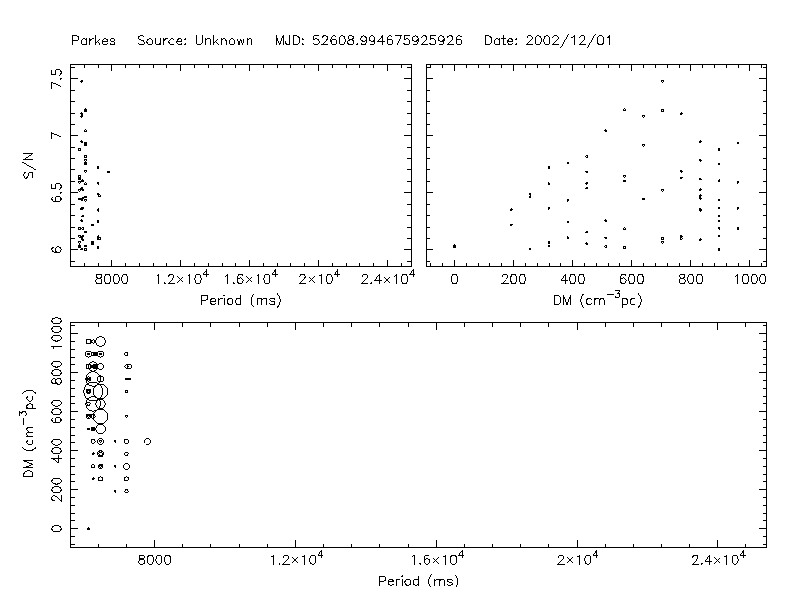 Parkes Source: Unknown MJD: 52608.994675925926 Date: 2002/12/01
7.5
7
6.5
6
S/N
8000 1.2×10⁴ 1.6×10⁴ 2×10⁴ 2.4×10⁴
Period (ms)
0 200 400 600 800 1000
DM (cm⁻³pc)
1000
800
600
400
200
0
DM (cm⁻³pc)
8000 1.2×10⁴ 1.6×10⁴ 2×10⁴ 2.4×10⁴
Period (ms)